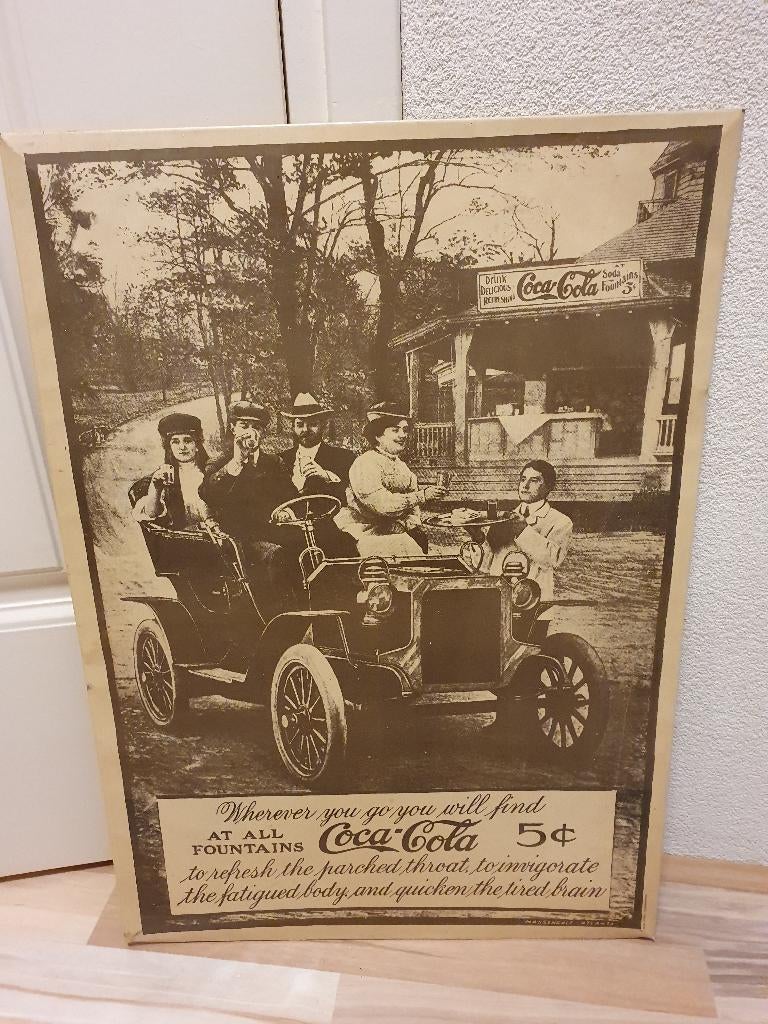 Drink
Delicious
Refreshing
Coca-Cola
AT
Soda
Fountains
5¢
Wherever you go you will find
AT ALL
FOUNTAINS
Coca-Cola 5¢
to refresh the parched throat, to invigorate
the fatigued body, and quicken the tired brain